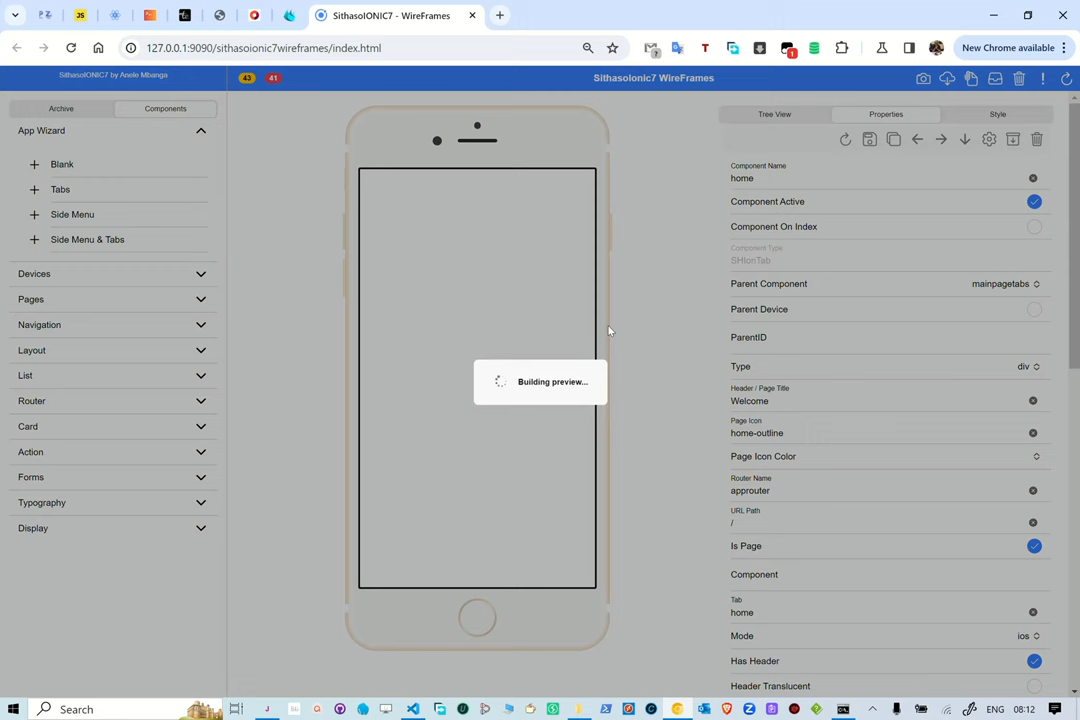 SithasoIONIC7 - WireFrames
127.0.0.1:9090/sithasoionic7wireframes/index.html
New Chrome available
SithasoIONIC7 by Anele Mbanga
43
41
SithasoIonic7 WireFrames
Archive
Components
App Wizard
Blank
Tabs
Side Menu
Side Menu & Tabs
Devices
Pages
Navigation
Layout
List
Router
Card
Action
Forms
Typography
Display
Building preview...
Tree View
Properties
Style
Component Name
home
Component Active
Component On Index
Component Type
SHIonTab
Parent Component
mainpagetabs
Parent Device
ParentID
Type
div
Header / Page Title
Welcome
Page Icon
home-outline
Page Icon Color
Router Name
approuter
URL Path
/
Is Page
Component
Tab
home
Mode
ios
Has Header
Header Translucent
Search
ENG
08:12